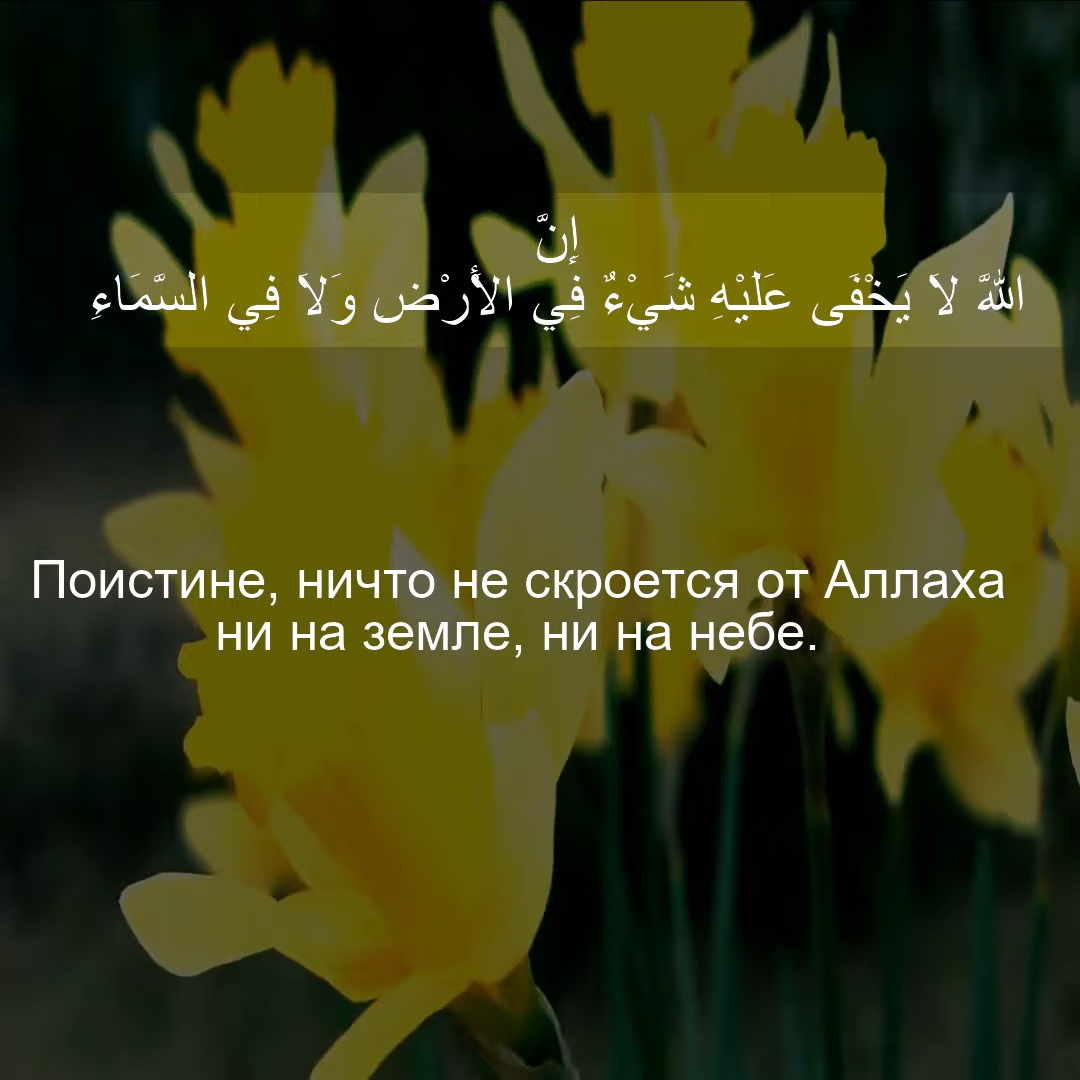 إِنَّ
اللّهَ لاَ يَخْفَىَ عَلَيْهِ شَيْءٌ فِي الأَرْضِ وَلاَ فِي السَّمَاءِ
Поистине, ничто не скроется от Аллаха
ни на земле, ни на небе.